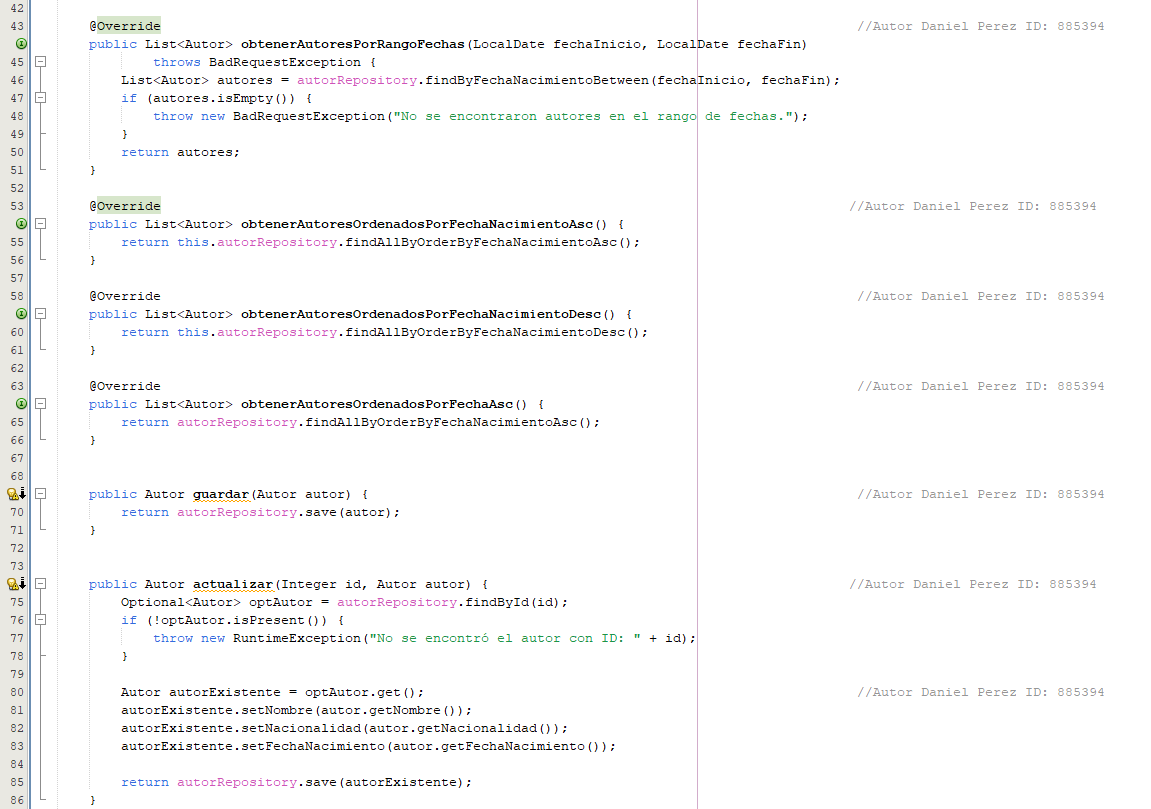 42
43 @Override //Autor Daniel Perez ID: 885394
public List<Autor> obtenerAutoresPorRangoFechas(LocalDate fechaInicio, LocalDate fechaFin)
45 throws BadRequestException {
46 List<Autor> autores = autorRepository.findByFechaNacimientoBetween(fechaInicio, fechaFin);
47 if (autores.isEmpty()) {
48 throw new BadRequestException("No se encontraron autores en el rango de fechas.");
49 }
50 return autores;
51 }
52
53 @Override //Autor Daniel Perez ID: 885394
public List<Autor> obtenerAutoresOrdenadosPorFechaNacimientoAsc() {
55 return this.autorRepository.findAllByOrderByFechaNacimientoAsc();
56 }
57
58 @Override //Autor Daniel Perez ID: 885394
public List<Autor> obtenerAutoresOrdenadosPorFechaNacimientoDesc() {
60 return this.autorRepository.findAllByOrderByFechaNacimientoDesc();
61 }
62
63 @Override //Autor Daniel Perez ID: 885394
public List<Autor> obtenerAutoresOrdenadosPorFechaAsc() {
65 return autorRepository.findAllByOrderByFechaNacimientoAsc();
66 }
67
68
public Autor guardar(Autor autor) { //Autor Daniel Perez ID: 885394
70 return autorRepository.save(autor);
71 }
72
73
public Autor actualizar(Integer id, Autor autor) { //Autor Daniel Perez ID: 885394
75 Optional<Autor> optAutor = autorRepository.findById(id);
76 if (!optAutor.isPresent()) {
77 throw new RuntimeException("No se encontró el autor con ID: " + id);
78 }
79
80 Autor autorExistente = optAutor.get(); //Autor Daniel Perez ID: 885394
81 autorExistente.setNombre(autor.getNombre());
82 autorExistente.setNacionalidad(autor.getNacionalidad());
83 autorExistente.setFechaNacimiento(autor.getFechaNacimiento());
84
85 return autorRepository.save(autorExistente);
86 }